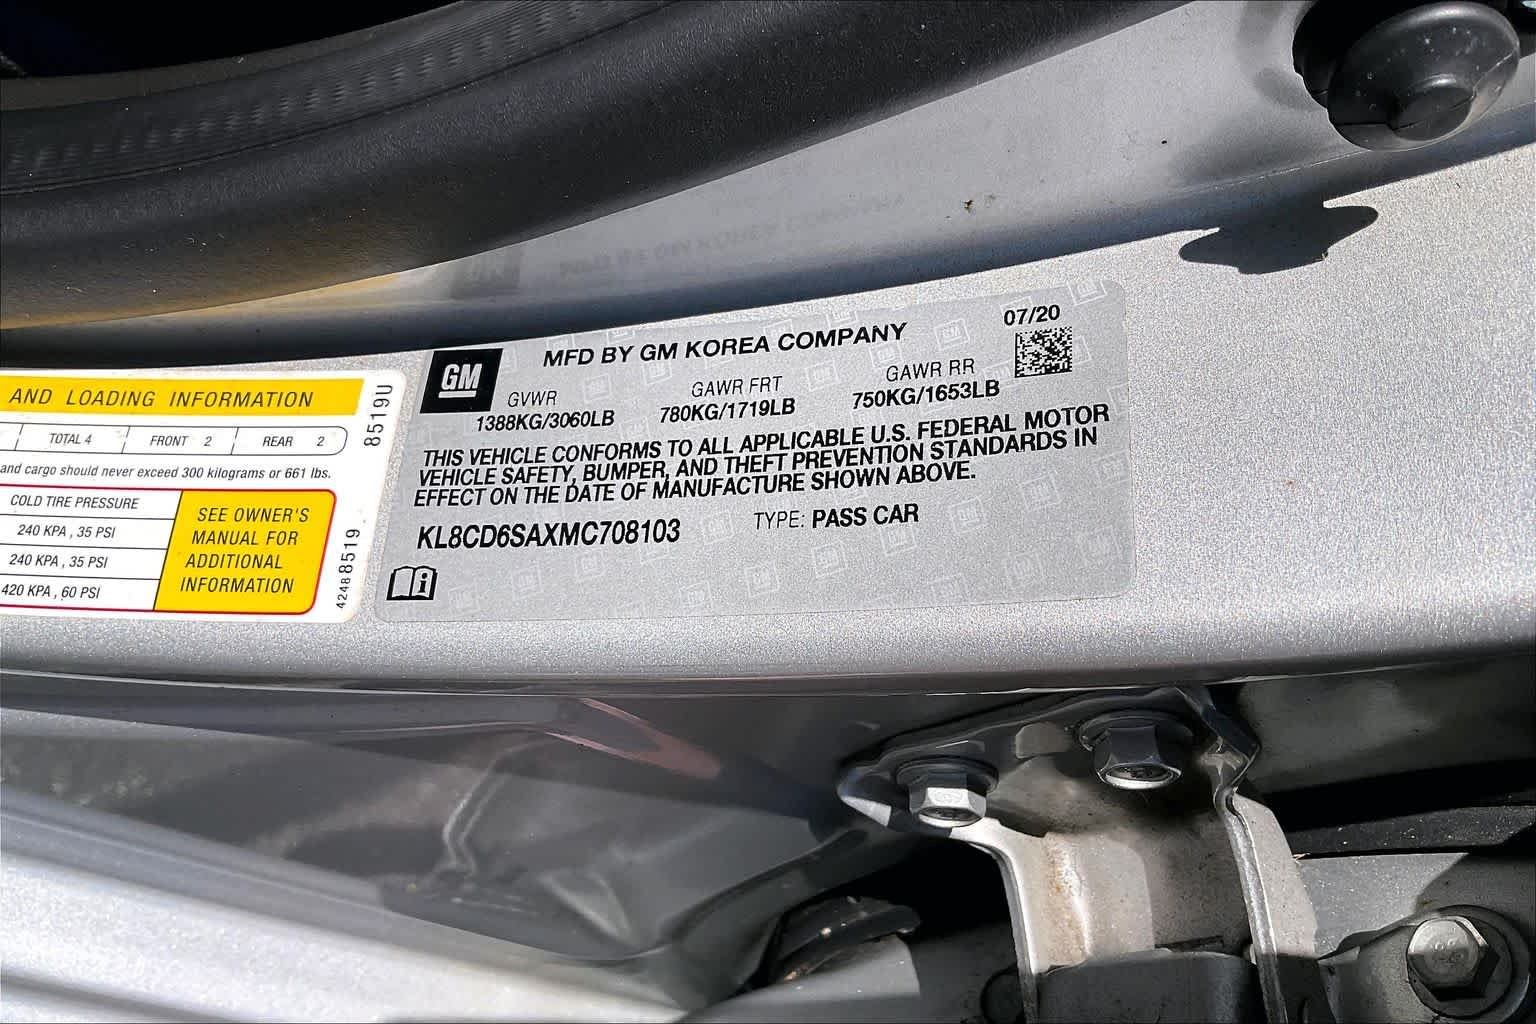 AND LOADING INFORMATION
TOTAL 4 FRONT 2 REAR 2
and cargo should never exceed 300 kilograms or 661 lbs.
COLD TIRE PRESSURE
240 KPA , 35 PSI
240 KPA , 35 PSI
420 KPA , 60 PSI
SEE OWNER'S
MANUAL FOR
ADDITIONAL
INFORMATION
8519U
42488519
GM
MFD BY GM KOREA COMPANY
07/20
GVWR
1388KG/3060LB
GAWR FRT
780KG/1719LB
GAWR RR
750KG/1653LB
THIS VEHICLE CONFORMS TO ALL APPLICABLE U.S. FEDERAL MOTOR
VEHICLE SAFETY, BUMPER, AND THEFT PREVENTION STANDARDS IN
EFFECT ON THE DATE OF MANUFACTURE SHOWN ABOVE.
KL8CD6SAXMC708103
TYPE: PASS CAR